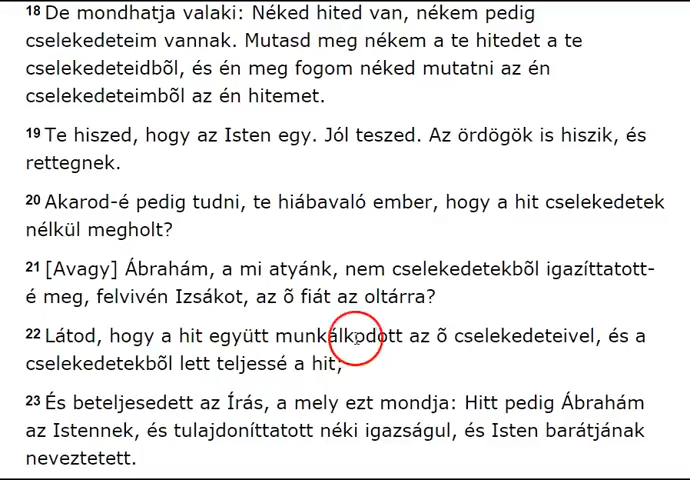 18 De mondhatja valaki: Néked hited van, nékem pedig
cselekedeteim vannak. Mutasd meg nékem a te hitedet a te
cselekedeteidbõl, és én meg fogom néked mutatni az én
cselekedeteimbõl az én hitemet.
19 Te hiszed, hogy az Isten egy. Jól teszed. Az ördögök is hiszik, és
rettegnek.
20 Akarod-é pedig tudni, te hiábavaló ember, hogy a hit cselekedetek
nélkül megholt?
21 [Avagy] Ábrahám, a mi atyánk, nem cselekedetekbõl igazíttatott-
é meg, felvivén Izsákot, az õ fiát az oltárra?
22 Látod, hogy a hit együtt munkálkodott az õ cselekedeteivel, és a
cselekedetekbõl lett teljessé a hit;
23 És beteljesedett az Írás, a mely ezt mondja: Hitt pedig Ábrahám
az Istennek, és tulajdoníttatott néki igazságul, és Isten barátjának
neveztetett.